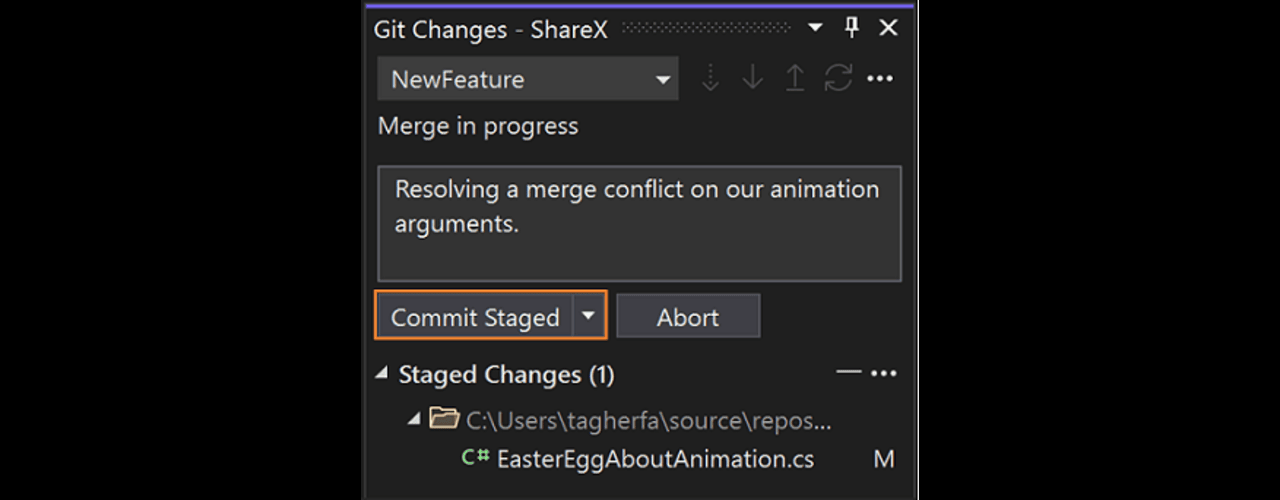 Git Changes - ShareX
NewFeature
Merge in progress
Resolving a merge conflict on our animation
arguments.
Commit Staged
Abort
Staged Changes (1)
C:\Users\tagherfa\source\repos...
C# EasterEggAboutAnimation.cs M